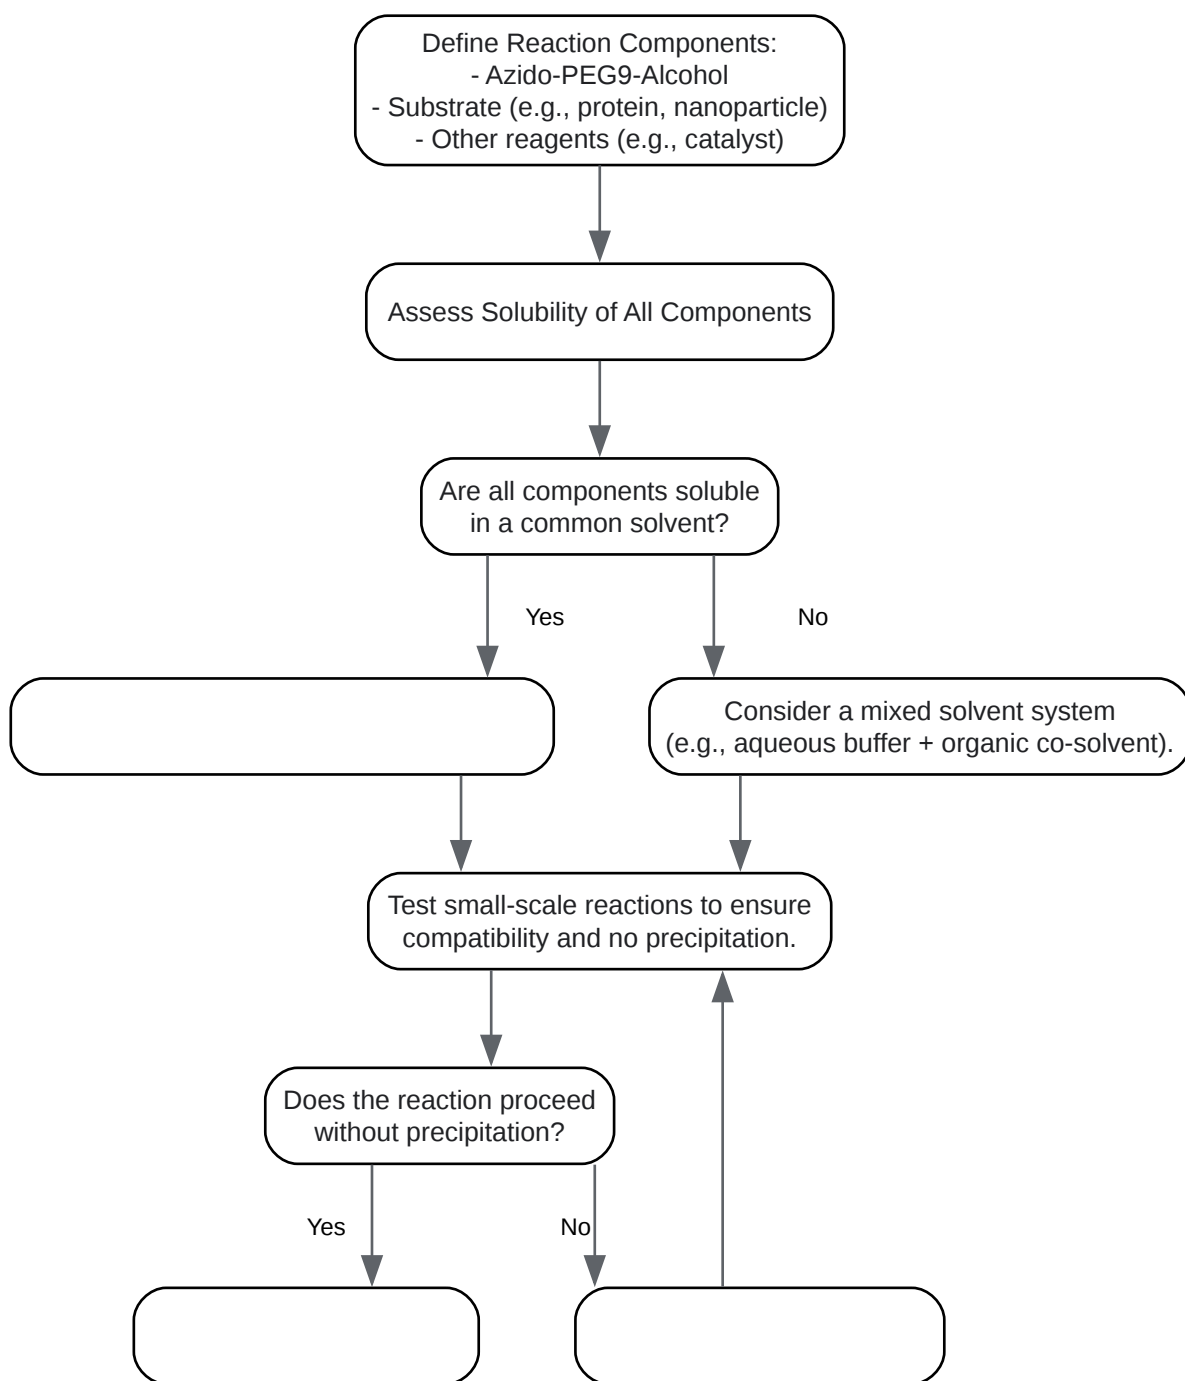 Define Reaction Components:
- Azido-PEG9-Alcohol
- Substrate (e.g., protein, nanoparticle)
- Other reagents (e.g., catalyst)
Assess Solubility of All Components
Are all components soluble
in a common solvent?
Yes
No
Consider a mixed solvent system
(e.g., aqueous buffer + organic co-solvent).
Test small-scale reactions to ensure
compatibility and no precipitation.
Does the reaction proceed
without precipitation?
Yes
No